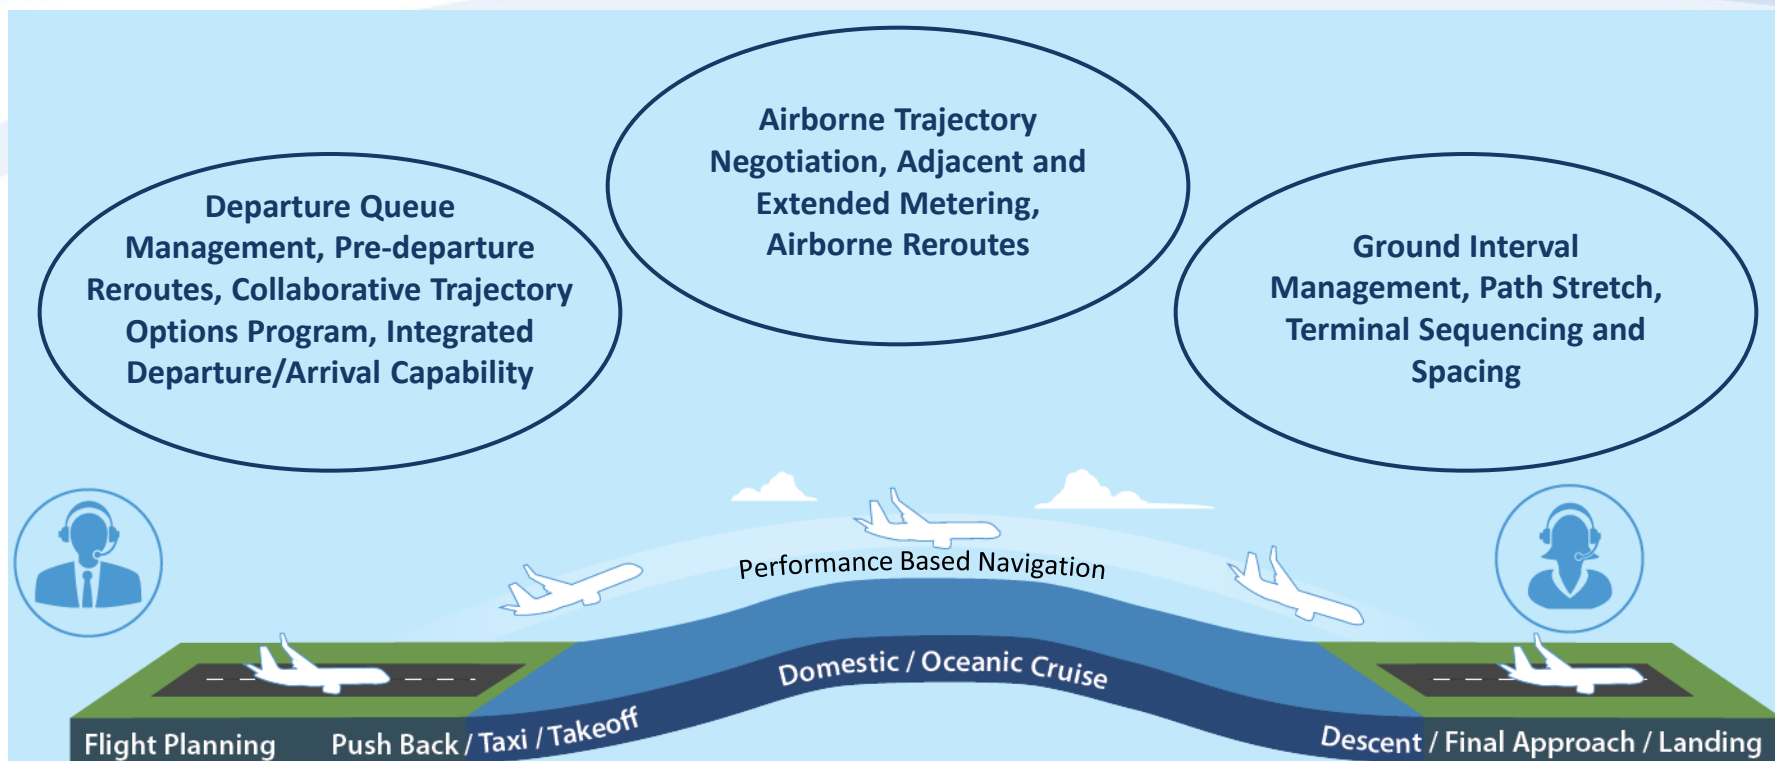 Departure Queue
Management, Pre-departure
Reroutes, Collaborative Trajectory
Options Program, Integrated
Departure/Arrival Capability
Airborne Trajectory
Negotiation, Adjacent and
Extended Metering,
Airborne Reroutes
Ground Interval
Management, Path Stretch,
Terminal Sequencing and
Spacing
Performance Based Navigation
Domestic / Oceanic Cruise
Flight Planning
Push Back / Taxi / Takeoff
Descent / Final Approach / Landing